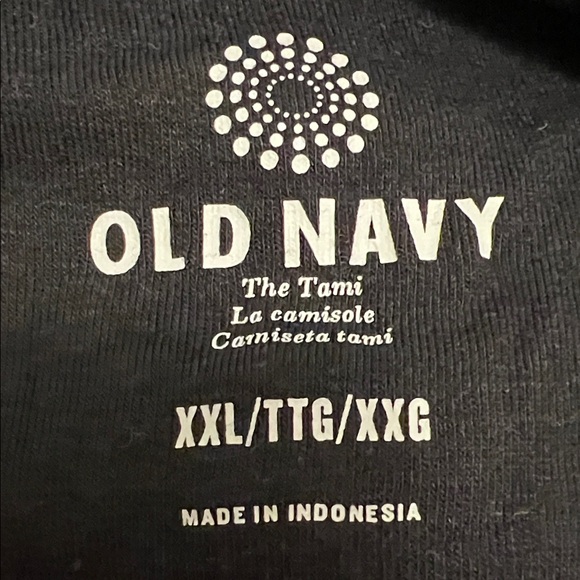 OLD NAVY
The Tami
La camisole
Camiseta tami
XXL/TTG/XXG
MADE IN INDONESIA